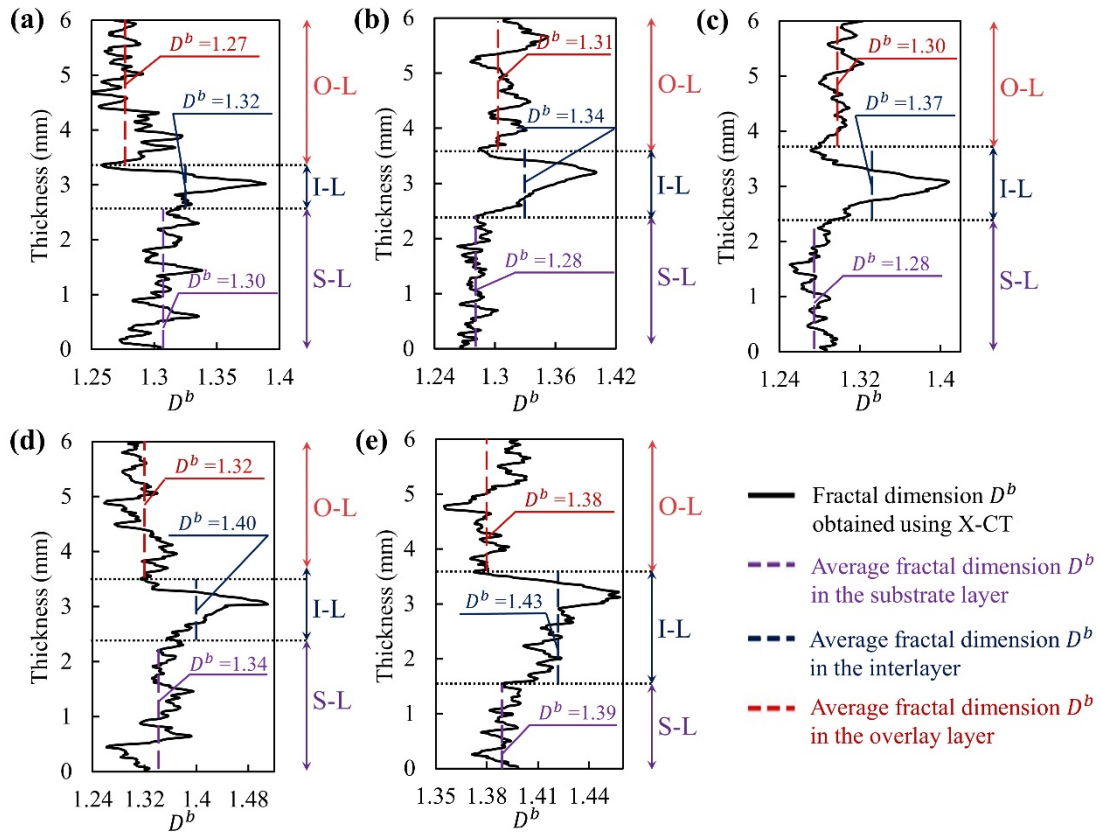 (a)
6
5
4
3
2
1
0
Thickness (mm)
D^b =1.27
D^b =1.32
D^b =1.30
O-L
I-L
S-L
1.25 1.3 1.35 1.4
D^b
(b)
6
5
4
3
2
1
0
Thickness (mm)
D^b =1.31
D^b =1.34
D^b =1.28
O-L
I-L
S-L
1.24 1.3 1.36 1.42
D^b
(c)
6
5
4
3
2
1
0
Thickness (mm)
D^b =1.30
D^b =1.37
D^b =1.28
O-L
I-L
S-L
1.24 1.32 1.4
D^b
(d)
6
5
4
3
2
1
0
Thickness (mm)
D^b =1.32
D^b =1.40
D^b =1.34
O-L
I-L
S-L
1.24 1.32 1.4 1.48
D^b
(e)
6
5
4
3
2
1
0
Thickness (mm)
D^b =1.38
D^b =1.43
D^b =1.39
O-L
I-L
S-L
1.35 1.38 1.41 1.44
D^b
Fractal dimension D^b
obtained using X-CT
Average fractal dimension D^b
in the substrate layer
Average fractal dimension D^b
in the interlayer
Average fractal dimension D^b
in the overlay layer